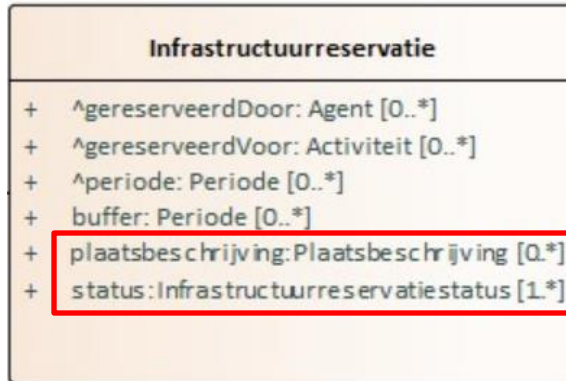 Infrastructuurreservatie
+ ^gereserveerdDoor: Agent [0..*]
+ ^gereserveerdVoor: Activiteit [0..*]
+ ^periode: Periode [0..*]
+ buffer: Periode [0..*]
+ plaatsbeschrijving:Plaatsbeschrijving [0.*]
+ status:Infrastructuurreservatiestatus [1.*]